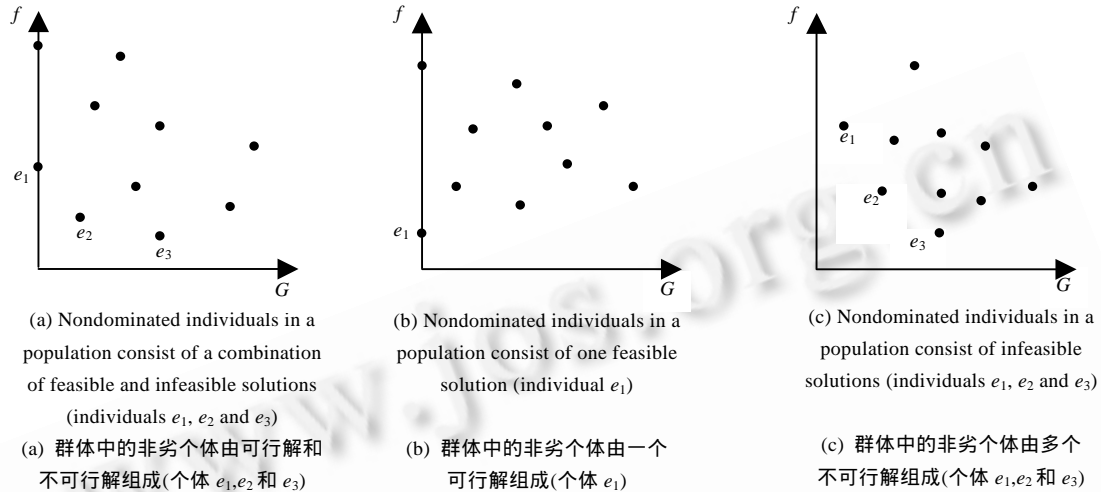 f
e1
e2
e3
G
(a) Nondominated individuals in a
population consist of a combination
of feasible and infeasible solutions
(individuals e1, e2 and e3)
(a) 群体中的非劣个体由可行解和
不可行解组成(个体 e1,e2 和 e3)
f
e1
G
(b) Nondominated individuals in a
population consist of one feasible
solution (individual e1)
(b) 群体中的非劣个体由一个
可行解组成(个体 e1)
f
e1
e2
e3
G
(c) Nondominated individuals in a
population consist of infeasible
solutions (individuals e1, e2 and e3)
(c) 群体中的非劣个体由多个
不可行解组成(个体 e1,e2 和 e3)
www.jos.org.cn